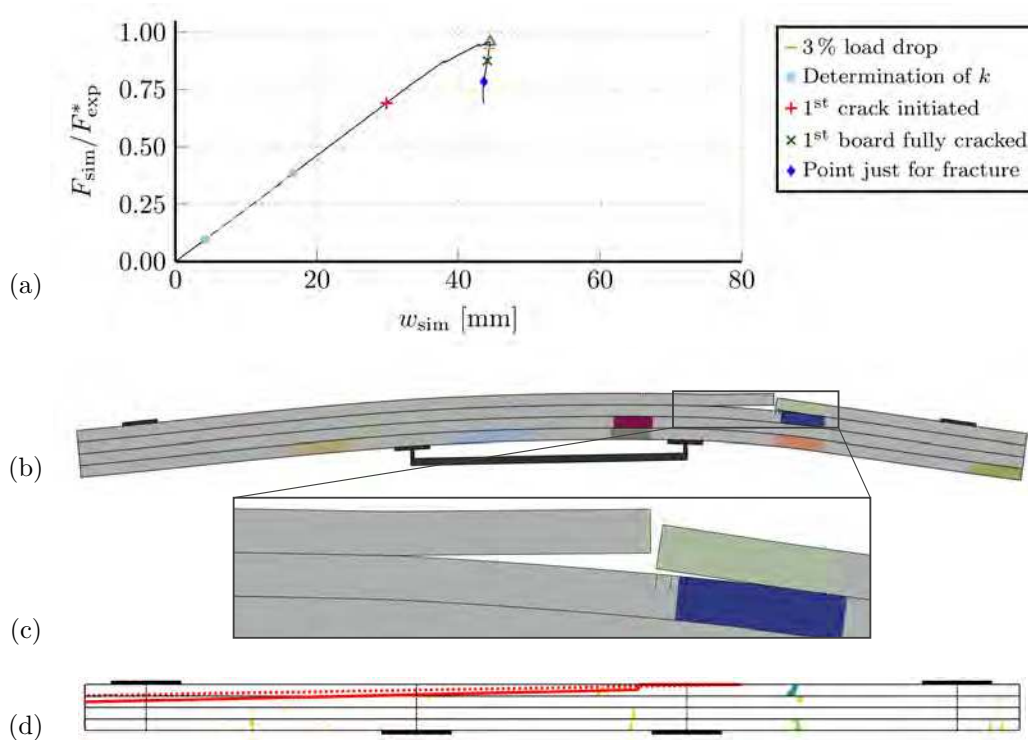 1.00
0.75
0.50
0.25
0.00
F_sim/F*_exp
0 20 40 60 80
w_sim [mm]
3 % load drop
Determination of k
1st crack initiated
1st board fully cracked
Point just for fracture
(a)
(b)
(c)
(d)